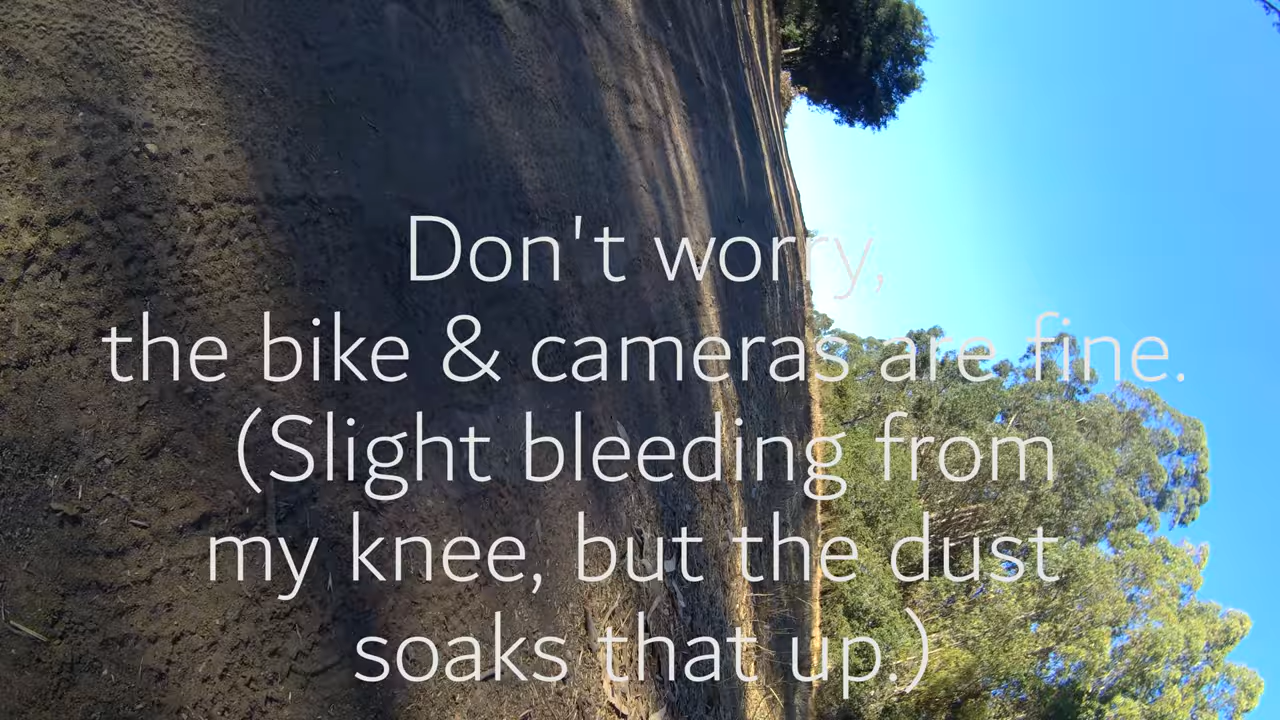 Don't worry,
the bike & cameras are fine.
(Slight bleeding from
my knee, but the dust
soaks that up.)